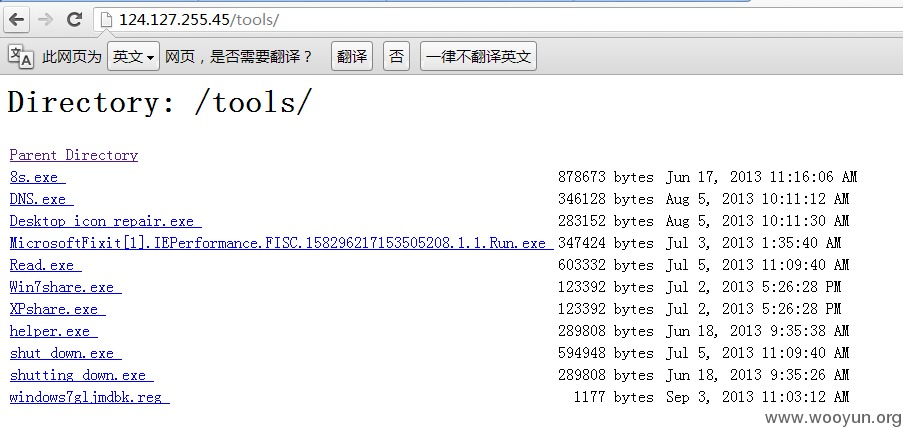 124.127.255.45/tools/
此网页为 英文 网页，是否需要翻译？ 翻译 否 一律不翻译英文
Directory: /tools/
Parent Directory
8s.exe 878673 bytes Jun 17, 2013 11:16:06 AM
DNS.exe 346128 bytes Aug 5, 2013 10:11:12 AM
Desktop icon repair.exe 283152 bytes Aug 5, 2013 10:11:30 AM
MicrosoftFixit[1].IEPerformance.FISC.158296217153505208.1.1.Run.exe 347424 bytes Jul 3, 2013 1:35:40 AM
Read.exe 603332 bytes Jul 5, 2013 11:09:40 AM
Win7share.exe 123392 bytes Jul 2, 2013 5:26:28 PM
XPshare.exe 123392 bytes Jul 2, 2013 5:26:28 PM
helper.exe 289808 bytes Jun 18, 2013 9:35:38 AM
shut down.exe 594948 bytes Jul 5, 2013 11:09:40 AM
shutting down.exe 289808 bytes Jun 18, 2013 9:35:26 AM
windows7gljmdbk.reg 1177 bytes Sep 3, 2013 11:03:12 AM
www.wooyun.org